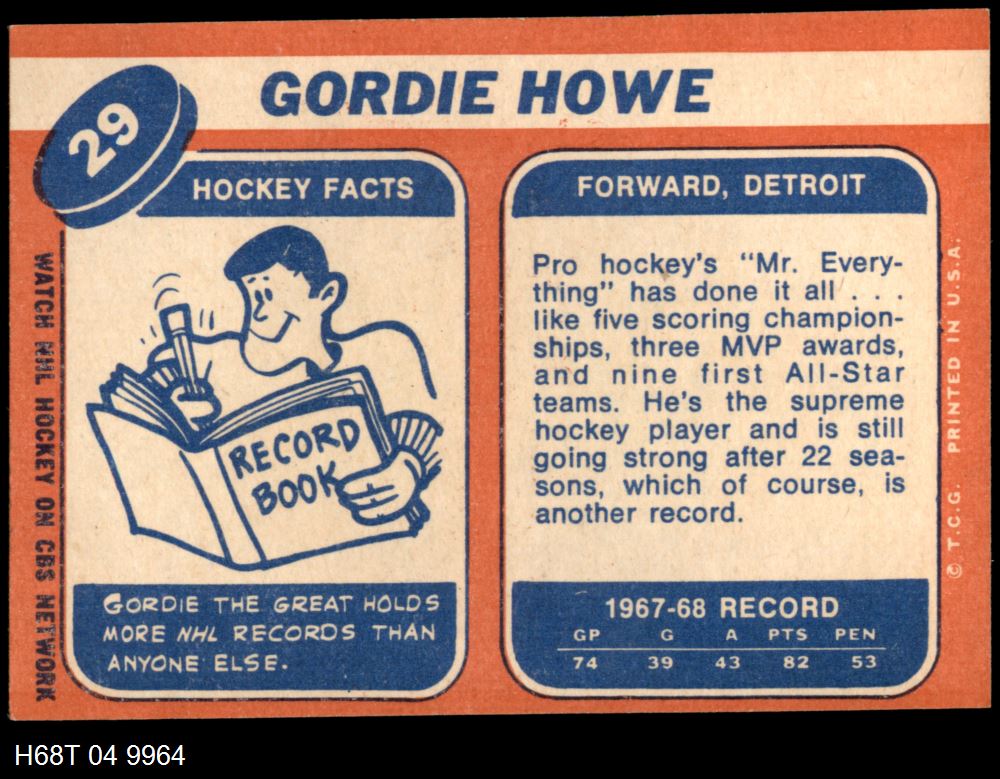 GORDIE HOWE
29
HOCKEY FACTS
RECORD
BOOK
GORDIE THE GREAT HOLDS
MORE NHL RECORDS THAN
ANYONE ELSE.
WATCH NHL HOCKEY ON CBS NETWORK
FORWARD, DETROIT
Pro hockey's "Mr. Every-
thing" has done it all . . .
like five scoring champion-
ships, three MVP awards,
and nine first All-Star
teams. He's the supreme
hockey player and is still
going strong after 22 sea-
sons, which of course, is
another record.
1967-68 RECORD
GP G A PTS PEN
74 39 43 82 53
© T.C.G. PRINTED IN U.S.A.
H68T 04 9964